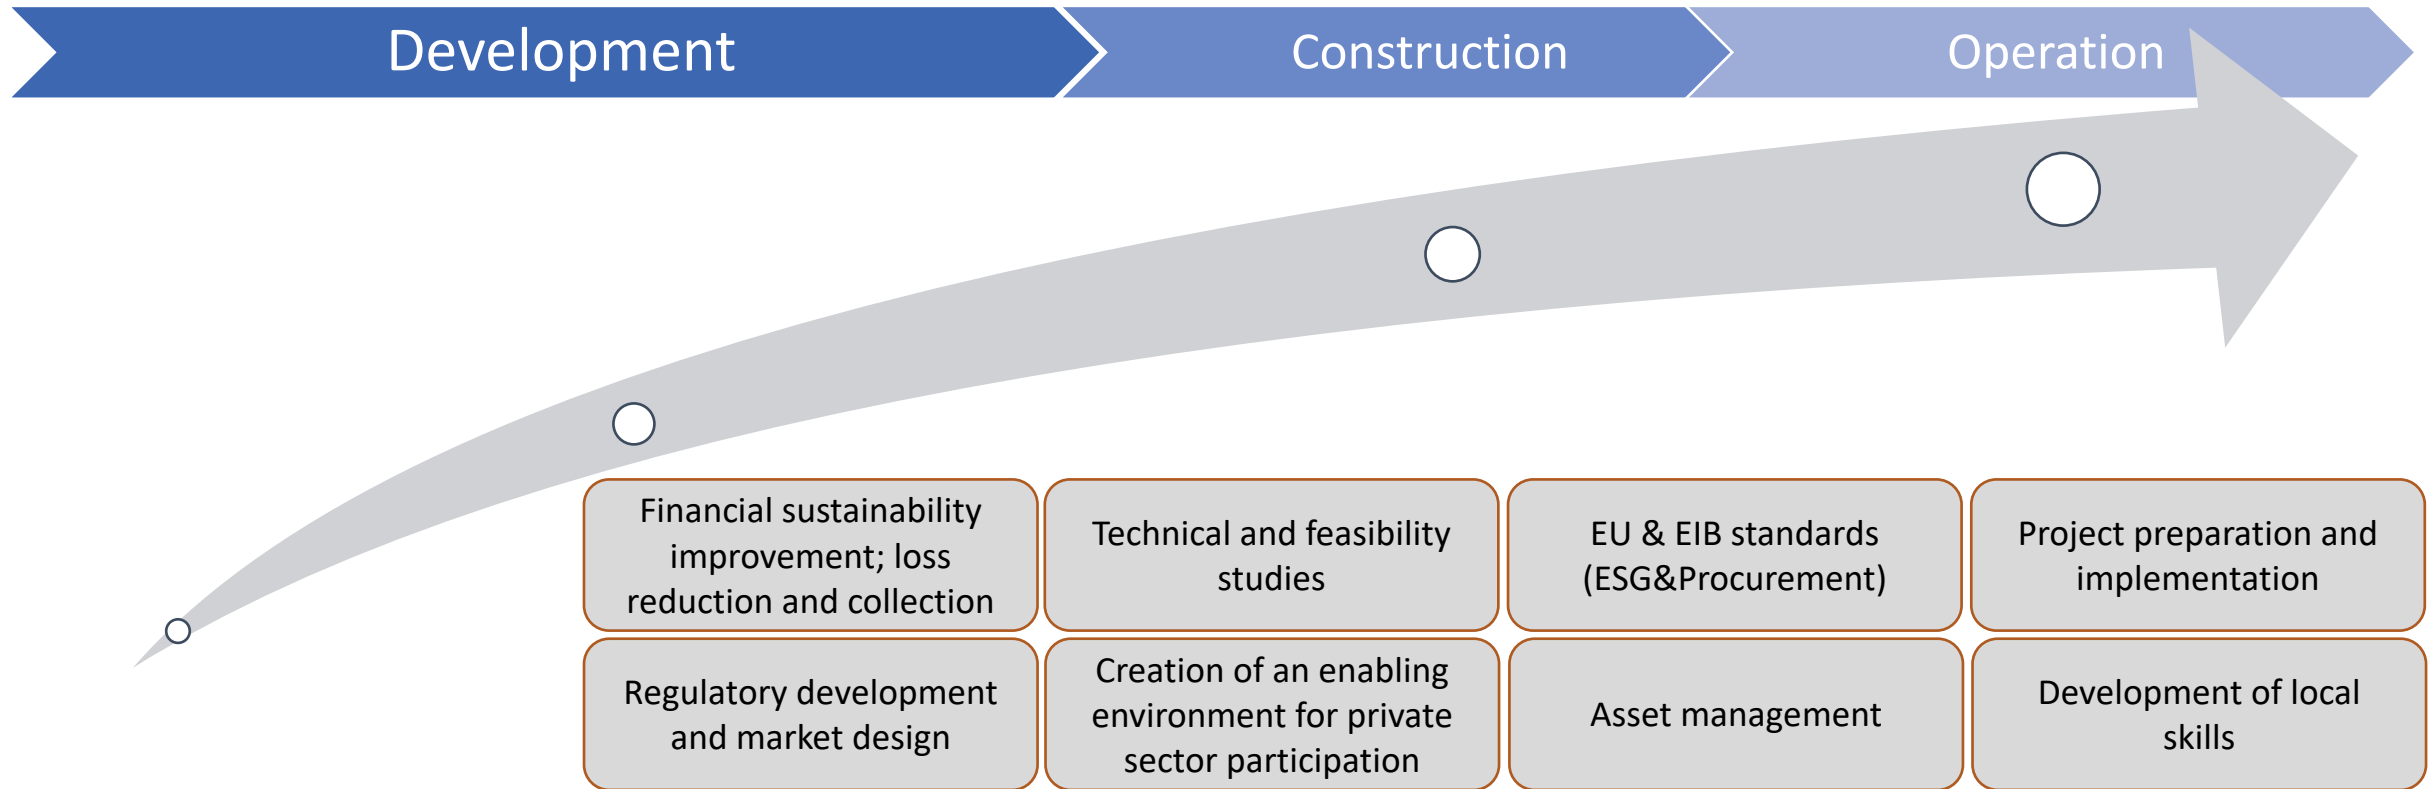 Development
Construction
Operation
Financial sustainability
improvement; loss
reduction and collection
Technical and feasibility
studies
EU & EIB standards
(ESG&Procurement)
Project preparation and
implementation
Regulatory development
and market design
Creation of an enabling
environment for private
sector participation
Asset management
Development of local
skills